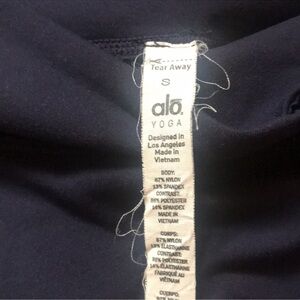 Tear Away
S
alo
YOGA
Designed in
Los Angeles
Made in
Vietnam
BODY:
87% NYLON
13% SPANDEX
CONTRAST:
86% POLYESTER
14% SPANDEX
MADE IN
VIETNAM
CORPS:
87% NYLON
13% ÉLASTHANNE
CONTRASTE:
86% POLYESTER
14% ÉLASTHANNE
FABRIQUÉ AU
VIETNAM
CUERPO:
87% NYLON